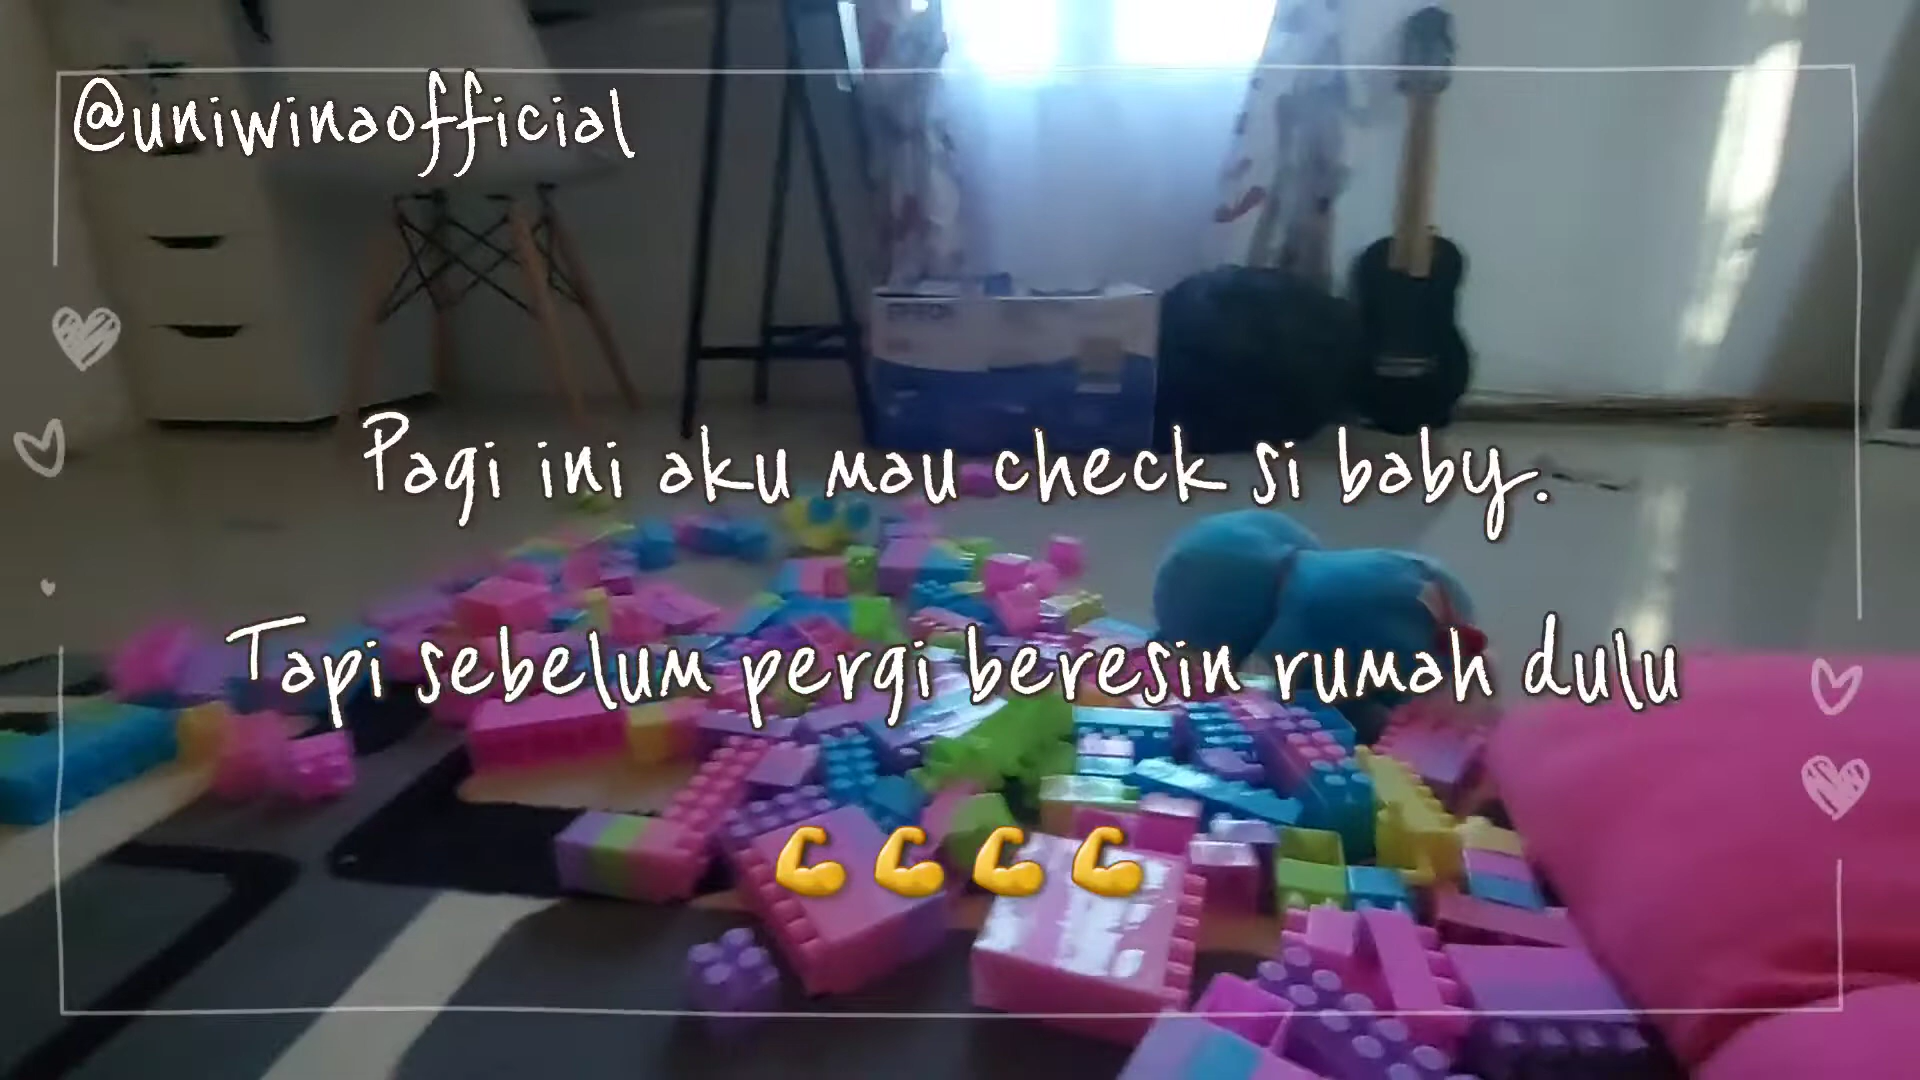 @uniwinaofficial
Pagi ini aku mau check si baby.
Tapi sebelum pergi beresin rumah dulu
💪💪💪💪